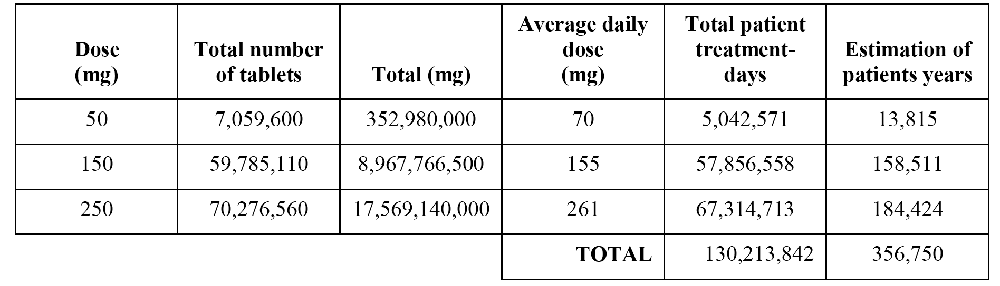 Dose (mg) Total number of tablets Total (mg) Average daily dose (mg) Total patient treatment-days Estimation of patients years
50 7,059,600 352,980,000 70 5,042,571 13,815
150 59,785,110 8,967,766,500 155 57,856,558 158,511
250 70,276,560 17,569,140,000 261 67,314,713 184,424
TOTAL 130,213,842 356,750